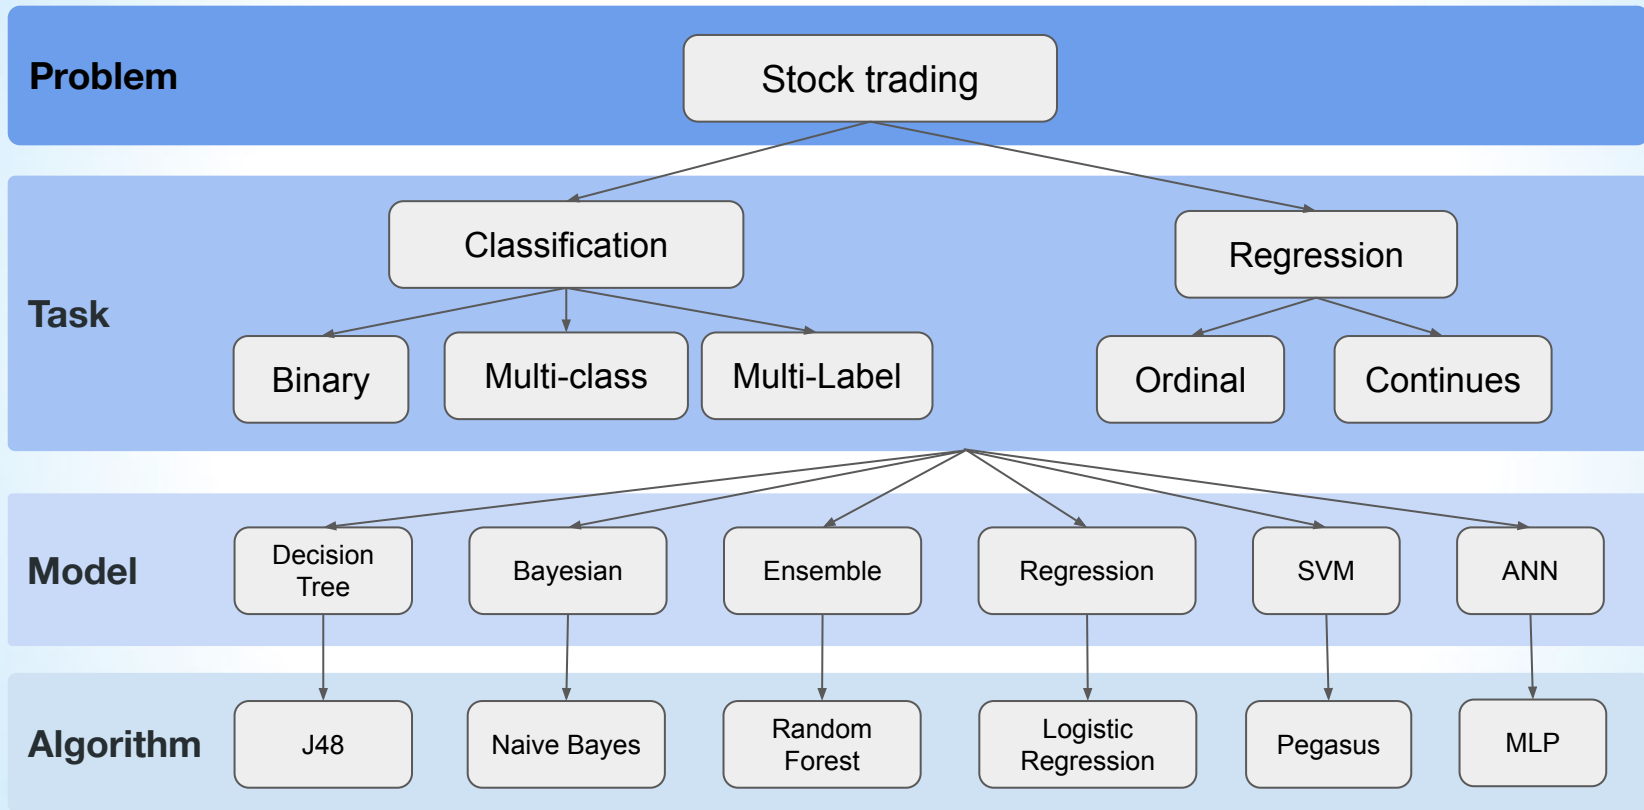 Problem
Stock trading
Task
Classification
Regression
Binary
Multi-class
Multi-Label
Ordinal
Continues
Model
Decision
Tree
Bayesian
Ensemble
Regression
SVM
ANN
Algorithm
J48
Naive Bayes
Random
Forest
Logistic
Regression
Pegasus
MLP